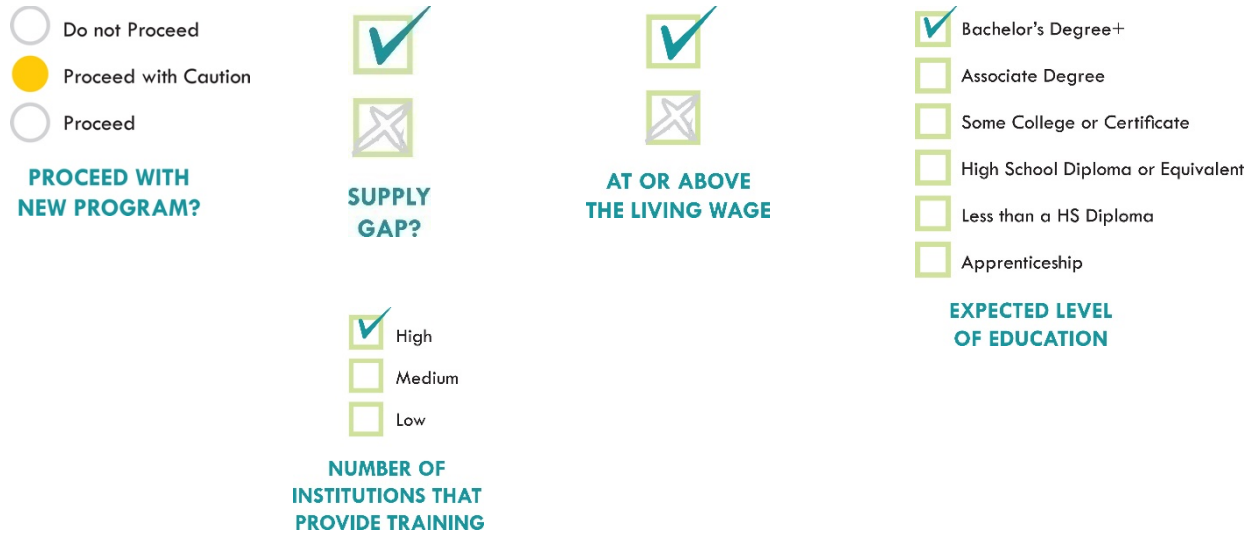 Do not Proceed
Proceed with Caution
Proceed
PROCEED WITH
NEW PROGRAM?
SUPPLY
GAP?
AT OR ABOVE
THE LIVING WAGE
Bachelor's Degree+
Associate Degree
Some College or Certificate
High School Diploma or Equivalent
Less than a HS Diploma
Apprenticeship
EXPECTED LEVEL
OF EDUCATION
High
Medium
Low
NUMBER OF
INSTITUTIONS THAT
PROVIDE TRAINING